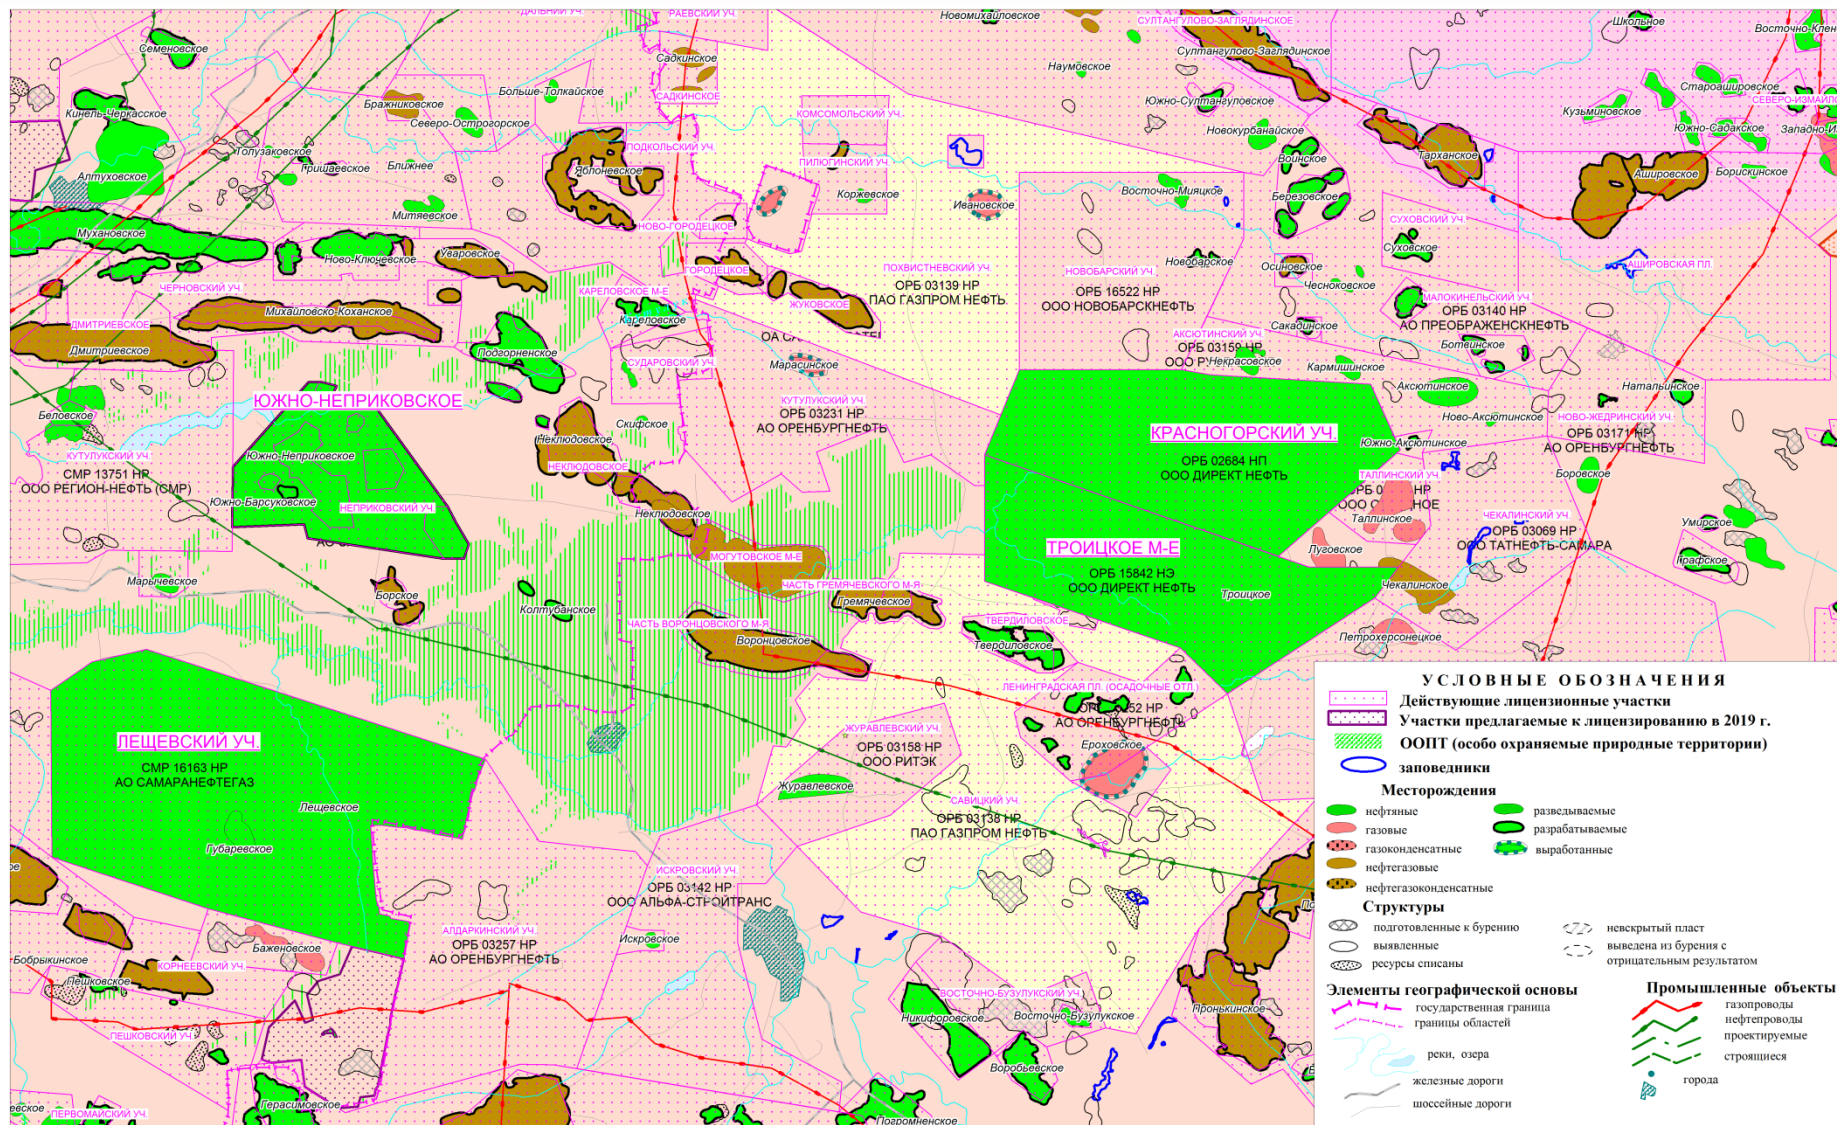 ДАЛЬНИЙ УЧ.
РАЕВСКИЙ УЧ.
Новомихайловское
СУЛТАНГУЛОВО-ЗАГЛЯДИНСКОЕ
Школьное
Семеновское
Садкинское
Наумовское
Султангулово-Заглядинское
Кинель-Черкасское
Бражниковское
Больше-Толкайское
САДКИНСКОЕ
Северо-Острогорское
КОМСОМОЛЬСКИЙ УЧ.
Южно-Султангуловское
Кузьминовское
Староашировское
Южно-Садакское
Толузаковское
Гришаевское
Ближнее
ПОДКОЛЬСКИЙ УЧ.
ПИЛЮГИНСКИЙ УЧ.
Новокурбанайское
Воинское
Тарханское
Алтуховское
Яблоневское
Коржевское
Ивановское
Восточно-Мияцкое
Березовское
Ашировское
Борискинское
Митяевское
НОВО-ГОРОДЕЦКОЕ
СУХОВСКИЙ УЧ.
Суховское
Мухановское
Ново-Ключевское
Уваровское
ГОРОДЕЦКОЕ
ПОХВИСТНЕВСКИЙ УЧ.
ОРБ 03139 НР
ПАО ГАЗПРОМ НЕФТЬ
НОВОБАРСКИЙ УЧ.
ОРБ 16522 НР
ООО НОВОБАРСКНЕФТЬ
Новобарское
Осиновское
Чесноковское
АШИРОВСКАЯ ПЛ.
ЧЕРНОВСКИЙ УЧ.
КАРЕЛОВСКОЕ М-Е
ЖУКОВСКОЕ
МАЛОКИНЕЛЬСКИЙ УЧ.
ОРБ 03140 НР
АО ПРЕОБРАЖЕНСКНЕФТЬ
Михайловско-Коханское
Кареловское
ДМИТРИЕВСКОЕ
Дмитриевское
Подгорненское
СУДАРОВСКИЙ УЧ.
Марасинское
АКСЮТИНСКИЙ УЧ.
ОРБ 03159 НР
Сакадинское
Некрасовское
Кармишинское
Ботвинское
Аксютинское
Натальинское
ЮЖНО-НЕПРИКОВСКОЕ
КУТУЛУКСКИЙ УЧ.
ОРБ 03231 НР
АО ОРЕНБУРГНЕФТЬ
Беловское
Скифское
Неклюдовское
НЕКЛЮДОВСКОЕ
КРАСНОГОРСКИЙ УЧ.
ОРБ 02684 НП
ООО ДИРЕКТ НЕФТЬ
Ново-Аксютинское
Южно-Аксютинское
НОВО-ЖЕДРИНСКИЙ УЧ.
ОРБ 03171 НР
АО ОРЕНБУРГНЕФТЬ
КУТУЛУКСКИЙ УЧ.
СМР 13751 НР
ООО РЕГИОН-НЕФТЬ (СМР)
Южно-Неприковское
Южно-Барсуковское
НЕПРИКОВСКИЙ УЧ.
Неклюдовское
ТАЛЛИНСКИЙ УЧ.
Таллинское
Боровское
ЧЕКАЛИНСКИЙ УЧ.
ОРБ 03069 НР
ООО ТАТНЕФТЬ-САМАРА
Умирское
Графское
МОГУТОВСКОЕ М-Е
ТРОИЦКОЕ М-Е
ОРБ 15842 НЭ
ООО ДИРЕКТ НЕФТЬ
Троицкое
Луговское
Чекалинское
Марычевское
Борское
Колтубанское
ЧАСТЬ ГРЕМЯЧЕВСКОГО М-Я
Гремячевское
ЧАСТЬ ВОРОНЦОВСКОГО М-Я
Воронцовское
ТВЕРДИЛОВСКОЕ
Твердиловское
Петрохерсонецкое
ЛЕНИНГРАДСКАЯ ПЛ. (ОСАДОЧНЫЕ ОТЛ.)
АО ОРЕНБУРГНЕФТЬ
Ероховское
ЛЕЩЕВСКИЙ УЧ.
СМР 16163 НР
АО САМАРАНЕФТЕГАЗ
Лещевское
Губаревское
ЖУРАВЛЕВСКИЙ УЧ.
ОРБ 03158 НР
ООО РИТЭК
Журавлевское
САВИЦКИЙ УЧ.
ОРБ 03138 НР
ПАО ГАЗПРОМ НЕФТЬ
ИСКРОВСКИЙ УЧ.
ОРБ 03142 НР
ООО АЛЬФА-СТРОЙТРАНС
Искровское
АЛДАРКИНСКИЙ УЧ.
ОРБ 03257 НР
АО ОРЕНБУРГНЕФТЬ
Баженовское
Бобрыкинское
КОРНЕЕВСКИЙ УЧ.
Пешковское
ПЕШКОВСКИЙ УЧ.
ВОСТОЧНО-БУЗУЛУКСКИЙ УЧ.
Никифоровское
Восточно-Бузулукское
Воробьевское
Пронькинское
ПЕРВОМАЙСКИЙ УЧ.
Герасимовское
Погромненское
УСЛОВНЫЕ ОБОЗНАЧЕНИЯ
Действующие лицензионные участки
Участки предлагаемые к лицензированию в 2019 г.
ООПТ (особо охраняемые природные территории)
заповедники
Месторождения
нефтяные
газовые
газоконденсатные
нефтегазовые
нефтегазоконденсатные
разведываемые
разрабатываемые
выработанные
Структуры
подготовленные к бурению
выявленные
ресурсы списаны
невскрытый пласт
выведена из бурения с
отрицательным результатом
Элементы географической основы
государственная граница
границы областей
реки, озера
железные дороги
шоссейные дороги
Промышленные объекты
газопроводы
нефтепроводы
проектируемые
строящиеся
города